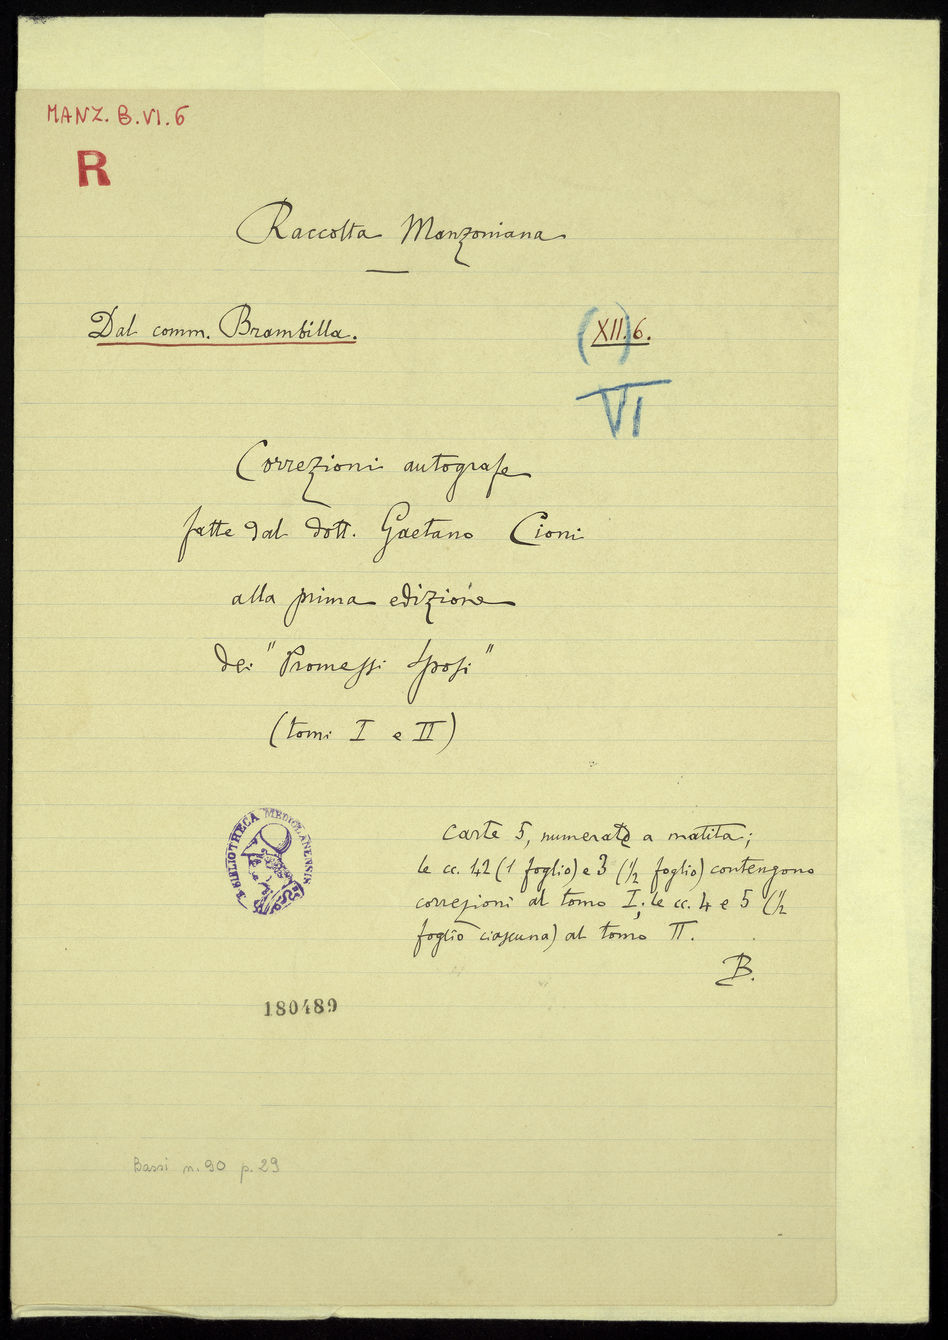 MANZ. B. VI. 6
R
Raccolta Manzoniana
Dal comm. Brambilla.
(XII) 6.
VI
Correzioni autografe
fatte dal dott. Gaetano Cioni
alla prima edizione
dei "Promessi Sposi"
(tomi I e II)
Carte 5, numerate a matita;
le cc. 1-2 (1 foglio) e 3 (1/2 foglio) contengono
correzioni al tomo I; le cc. 4 e 5 (1/2
foglio ciascuna) al tomo II.
B.
BIBLIOTHECA MEDIOLANENSIS
180489
Bassi n. 90 p. 29